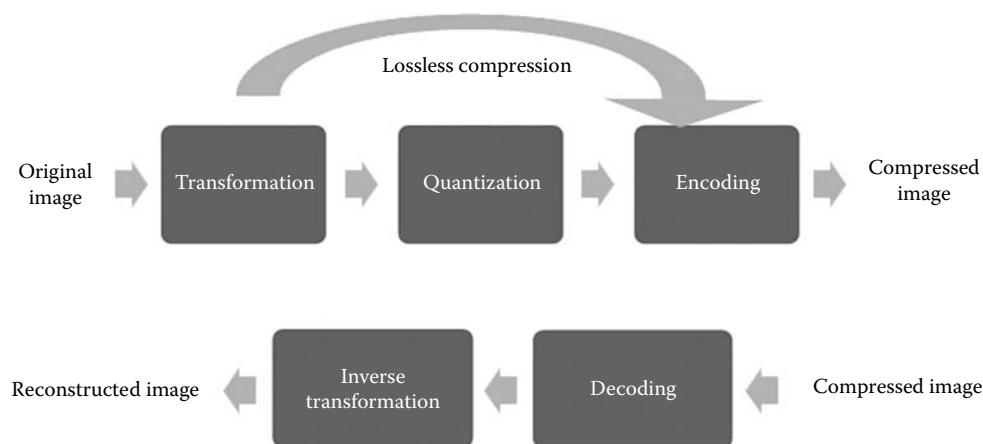 Lossless compression
Original
image
Transformation
Quantization
Encoding
Compressed
image
Reconstructed image
Inverse
transformation
Decoding
Compressed image